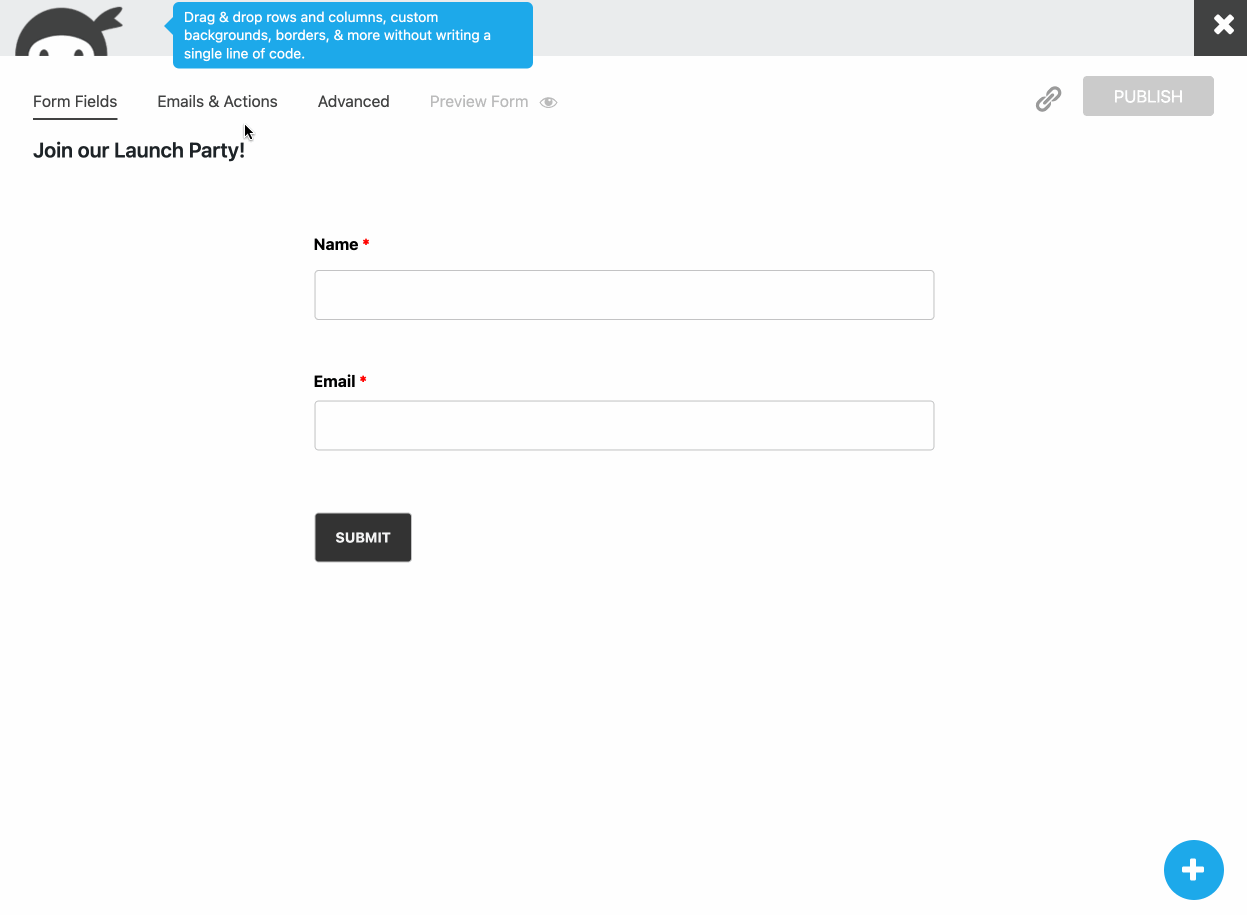 Drag & drop rows and columns, custom
backgrounds, borders, & more without writing a
single line of code.
Form Fields
Emails & Actions
Advanced
Preview Form
PUBLISH
Join our Launch Party!
Name *
Email *
SUBMIT